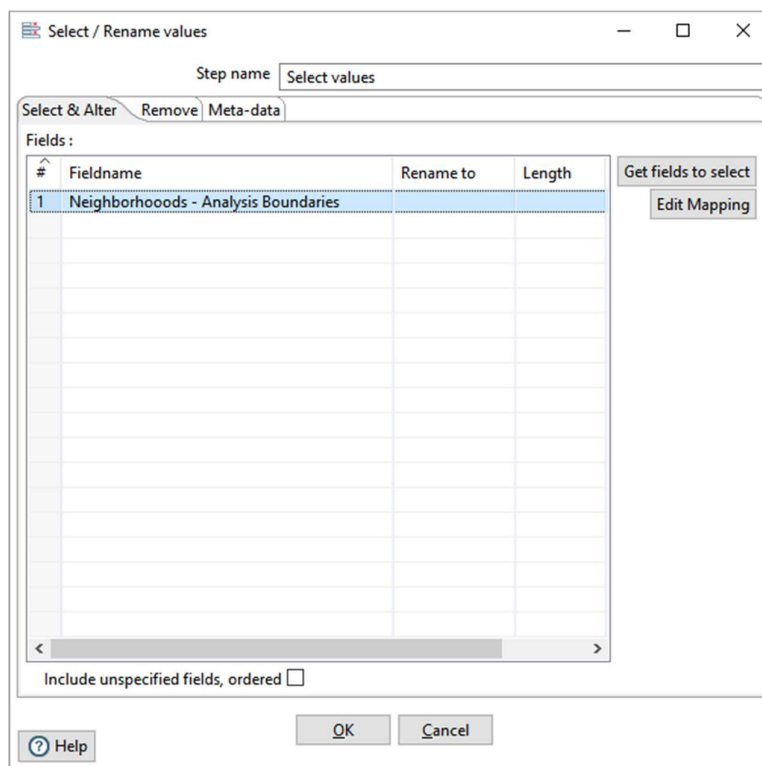 Select / Rename values
Step name Select values
Select & Alter Remove Meta-data
Fields :
# Fieldname Rename to Length Get fields to select
1 Neighborhooods - Analysis Boundaries Edit Mapping
Include unspecified fields, ordered
OK Cancel
? Help